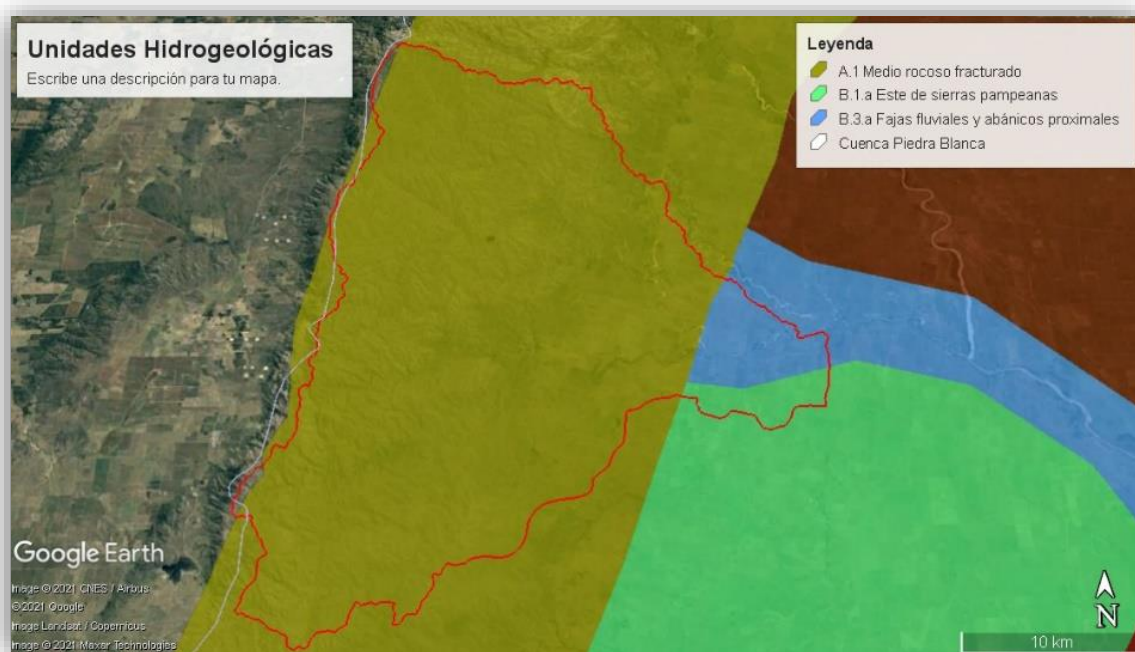 Unidades Hidrogeológicas
Escribe una descripción para tu mapa.
Leyenda
A.1 Medio rocoso fracturado
B.1.a Este de sierras pampeanas
B.3.a Fajas fluviales y abánicos proximales
Cuenca Piedra Blanca
Google Earth
Image © 2021 CNES / Airbus
©2021 Google
Image Landsat / Copernicus
Image © 2021 Maxar Technologies
N
10 km